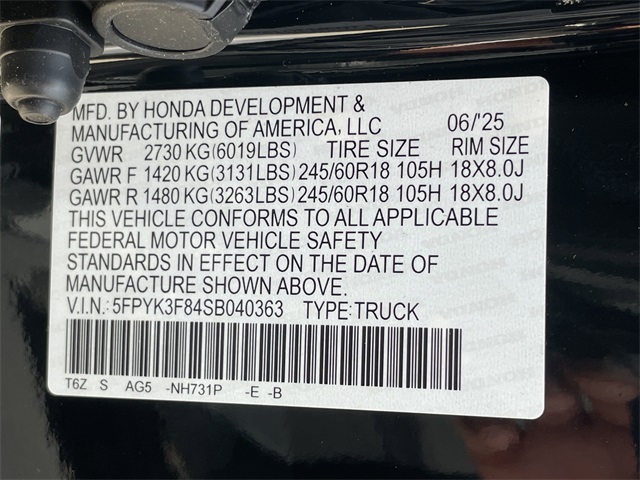 MFD. BY HONDA DEVELOPMENT &
MANUFACTURING OF AMERICA, LLC 06/'25
GVWR 2730 KG(6019LBS) TIRE SIZE RIM SIZE
GAWR F 1420 KG(3131LBS) 245/60R18 105H 18X8.0J
GAWR R 1480 KG(3263LBS) 245/60R18 105H 18X8.0J
THIS VEHICLE CONFORMS TO ALL APPLICABLE
FEDERAL MOTOR VEHICLE SAFETY
STANDARDS IN EFFECT ON THE DATE OF
MANUFACTURE SHOWN ABOVE.
V.I.N.: 5FPYK3F84SB040363 TYPE:TRUCK
T6Z S AG5 -NH731P -E -B